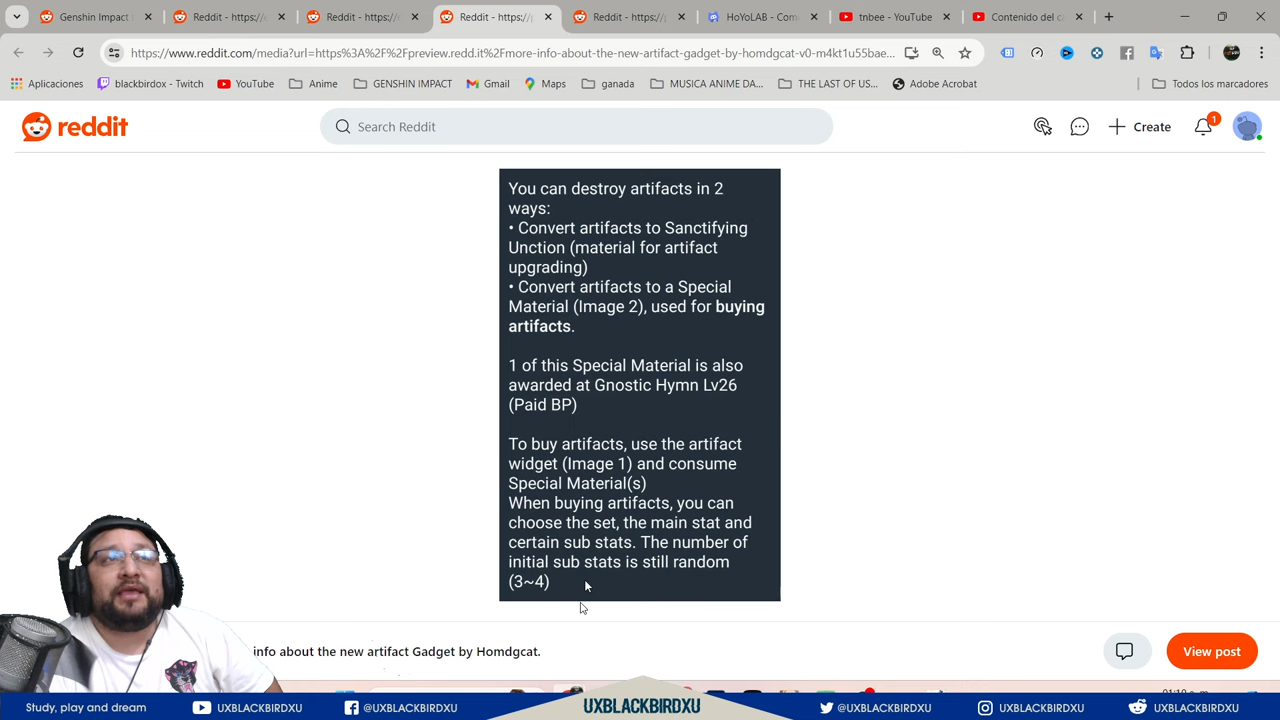 Genshin Impact
Reddit - https://
Reddit - https://
Reddit - https://p
Reddit - https://p
HoYoLAB - Com
tnbee - YouTube
Contenido del ca
https://www.reddit.com/media?url=https%3A%2F%2Fpreview.redd.it%2Fmore-info-about-the-new-artifact-gadget-by-homdgcat-v0-m4kt1u55bae...
Aplicaciones
blackbirdox - Twitch
YouTube
Anime
GENSHIN IMPACT
Gmail
Maps
ganada
MUSICA ANIME DA...
THE LAST OF US...
Adobe Acrobat
Todos los marcadores
reddit
Search Reddit
Create
1
You can destroy artifacts in 2
ways:
• Convert artifacts to Sanctifying
Unction (material for artifact
upgrading)
• Convert artifacts to a Special
Material (Image 2), used for buying
artifacts.
1 of this Special Material is also
awarded at Gnostic Hymn Lv26
(Paid BP)
To buy artifacts, use the artifact
widget (Image 1) and consume
Special Material(s)
When buying artifacts, you can
choose the set, the main stat and
certain sub stats. The number of
initial sub stats is still random
(3~4)
info about the new artifact Gadget by Homdgcat.
View post
Study, play and dream
UXBLACKBIRDXU
@UXBLACKBIRDXU
UXBLACKBIRDXU
@UXBLACKBIRDXU
UXBLACKBIRDXU
UXBLACKBIRDXU